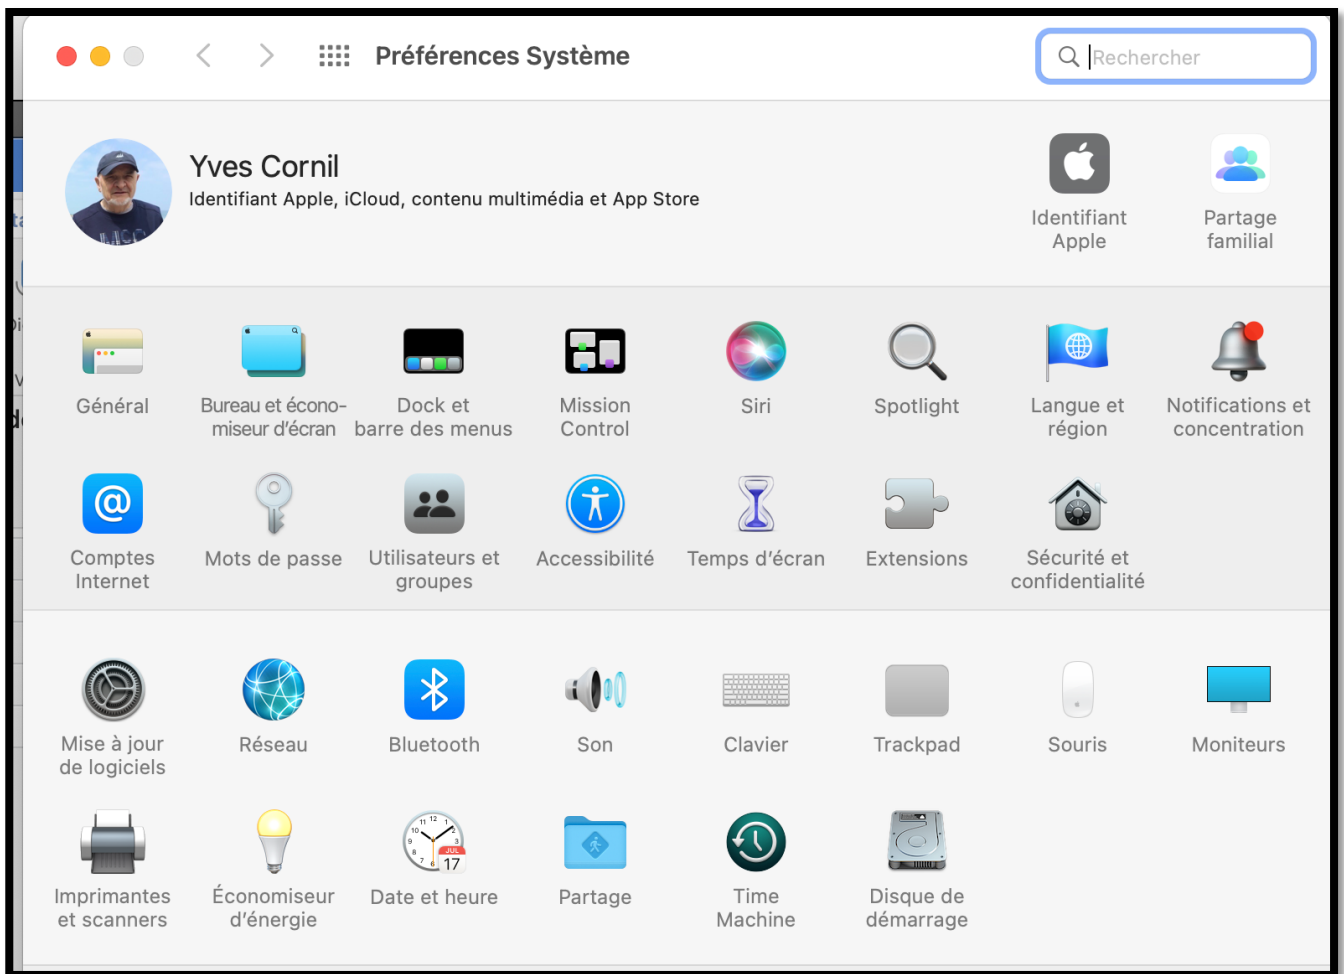 Préférences Système
Rechercher
Yves Cornil
Identifiant Apple, iCloud, contenu multimédia et App Store
Identifiant
Apple
Partage
familial
Général
Bureau et écono-
miseur d'écran
Dock et
barre des menus
Mission
Control
Siri
Spotlight
Langue et
région
Notifications et
concentration
Comptes
Internet
Mots de passe
Utilisateurs et
groupes
Accessibilité
Temps d'écran
Extensions
Sécurité et
confidentialité
Mise à jour
de logiciels
Réseau
Bluetooth
Son
Clavier
Trackpad
Souris
Moniteurs
Imprimantes
et scanners
Économiseur
d'énergie
JUL
17
Date et heure
Partage
Time
Machine
Disque de
démarrage